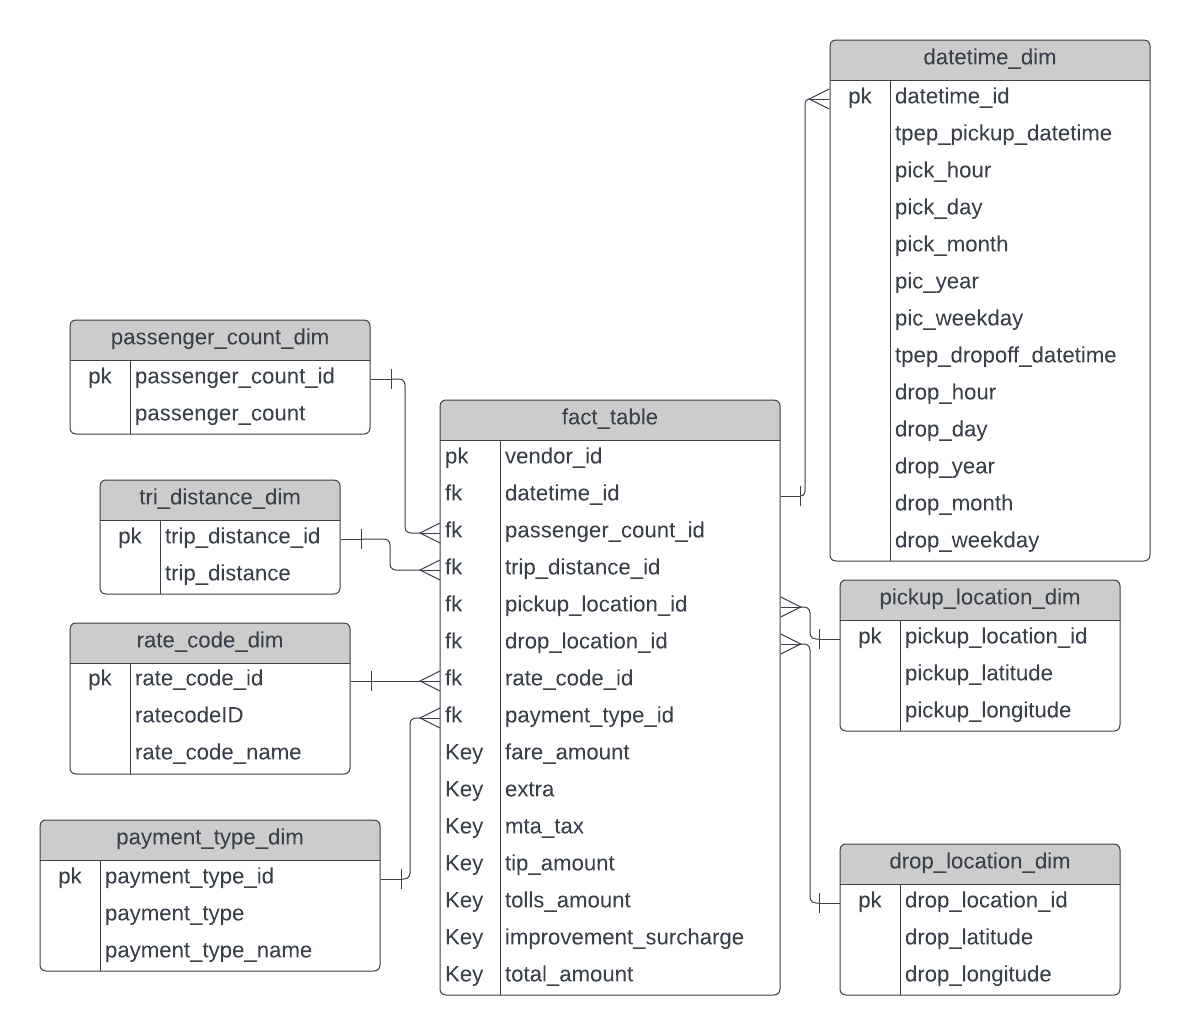 datetime_dim
pk datetime_id
tpep_pickup_datetime
pick_hour
pick_day
pick_month
pic_year
pic_weekday
tpep_dropoff_datetime
drop_hour
drop_day
drop_year
drop_month
drop_weekday
passenger_count_dim
pk passenger_count_id
passenger_count
tri_distance_dim
pk trip_distance_id
trip_distance
rate_code_dim
pk rate_code_id
ratecodeID
rate_code_name
payment_type_dim
pk payment_type_id
payment_type
payment_type_name
fact_table
pk vendor_id
fk datetime_id
fk passenger_count_id
fk trip_distance_id
fk pickup_location_id
fk drop_location_id
fk rate_code_id
fk payment_type_id
Key fare_amount
Key extra
Key mta_tax
Key tip_amount
Key tolls_amount
Key improvement_surcharge
Key total_amount
pickup_location_dim
pk pickup_location_id
pickup_latitude
pickup_longitude
drop_location_dim
pk drop_location_id
drop_latitude
drop_longitude